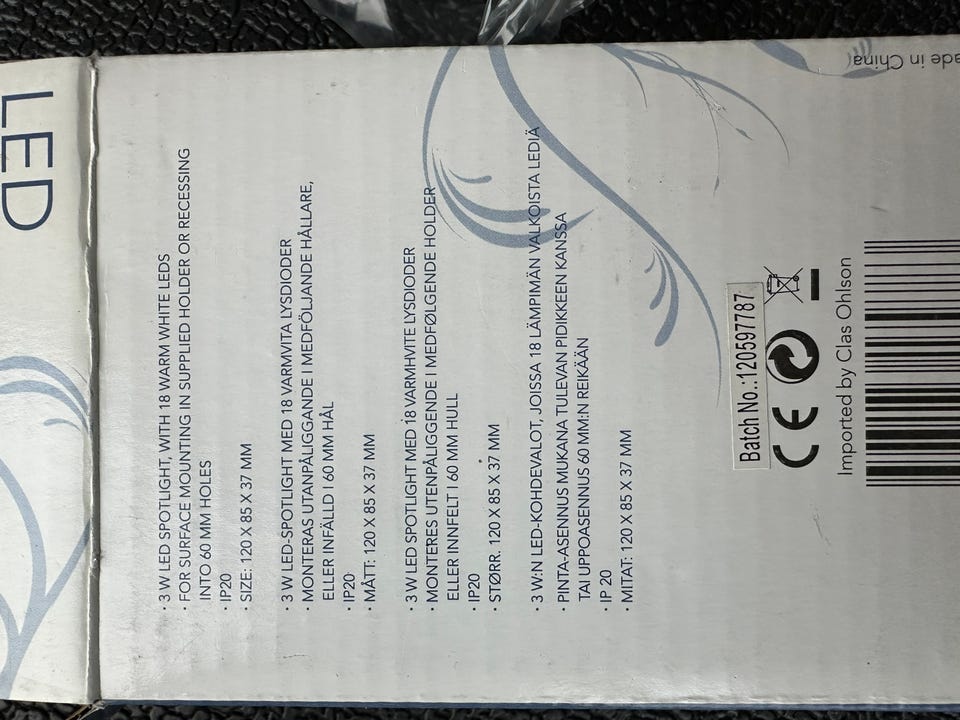 LED
• 3 W LED SPOTLIGHT, WITH 18 WARM WHITE LEDS
• FOR SURFACE MOUNTING IN SUPPLIED HOLDER OR RECESSING
INTO 60 MM HOLES
• IP20
• SIZE: 120 X 85 X 37 MM
• 3 W LED-SPOTLIGHT MED 18 VARMVITA LYSDIODER
• MONTERAS UTANPÅLIGGANDE I MEDFÖLJANDE HÅLLARE,
ELLER INFÄLLD I 60 MM HÅL
• IP20
• MÅTT: 120 X 85 X 37 MM
• 3 W LED SPOTLIGHT MED 18 VARMHVITE LYSDIODER
• MONTERES UTENPÅLIGGENDE I MEDFØLGENDE HOLDER
ELLER INNFELT I 60 MM HULL
• IP20
• STØRR. 120 X 85 X 37 MM
• 3 W:N LED-KOHDEVALOT, JOISSA 18 LÄMPIMÄN VALKOISTA LEDIÄ
• PINTA-ASENNUS MUKANA TULEVAN PIDIKKEEN KANSSA
TAI UPPOASENNUS 60 MM:N REIKÄÄN
• IP 20
• MITAT: 120 X 85 X 37 MM
Batch No.:120597787
CE
Imported by Clas Ohlson
ade in China